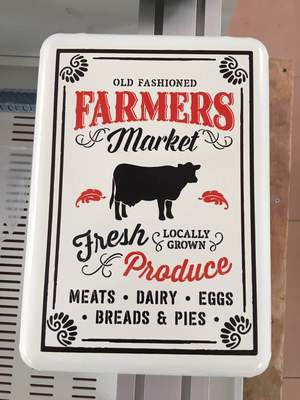 OLD FASHIONED
FARMERS
Market
Fresh LOCALLY
GROWN
Produce
MEATS • DAIRY • EGGS
• BREADS & PIES •